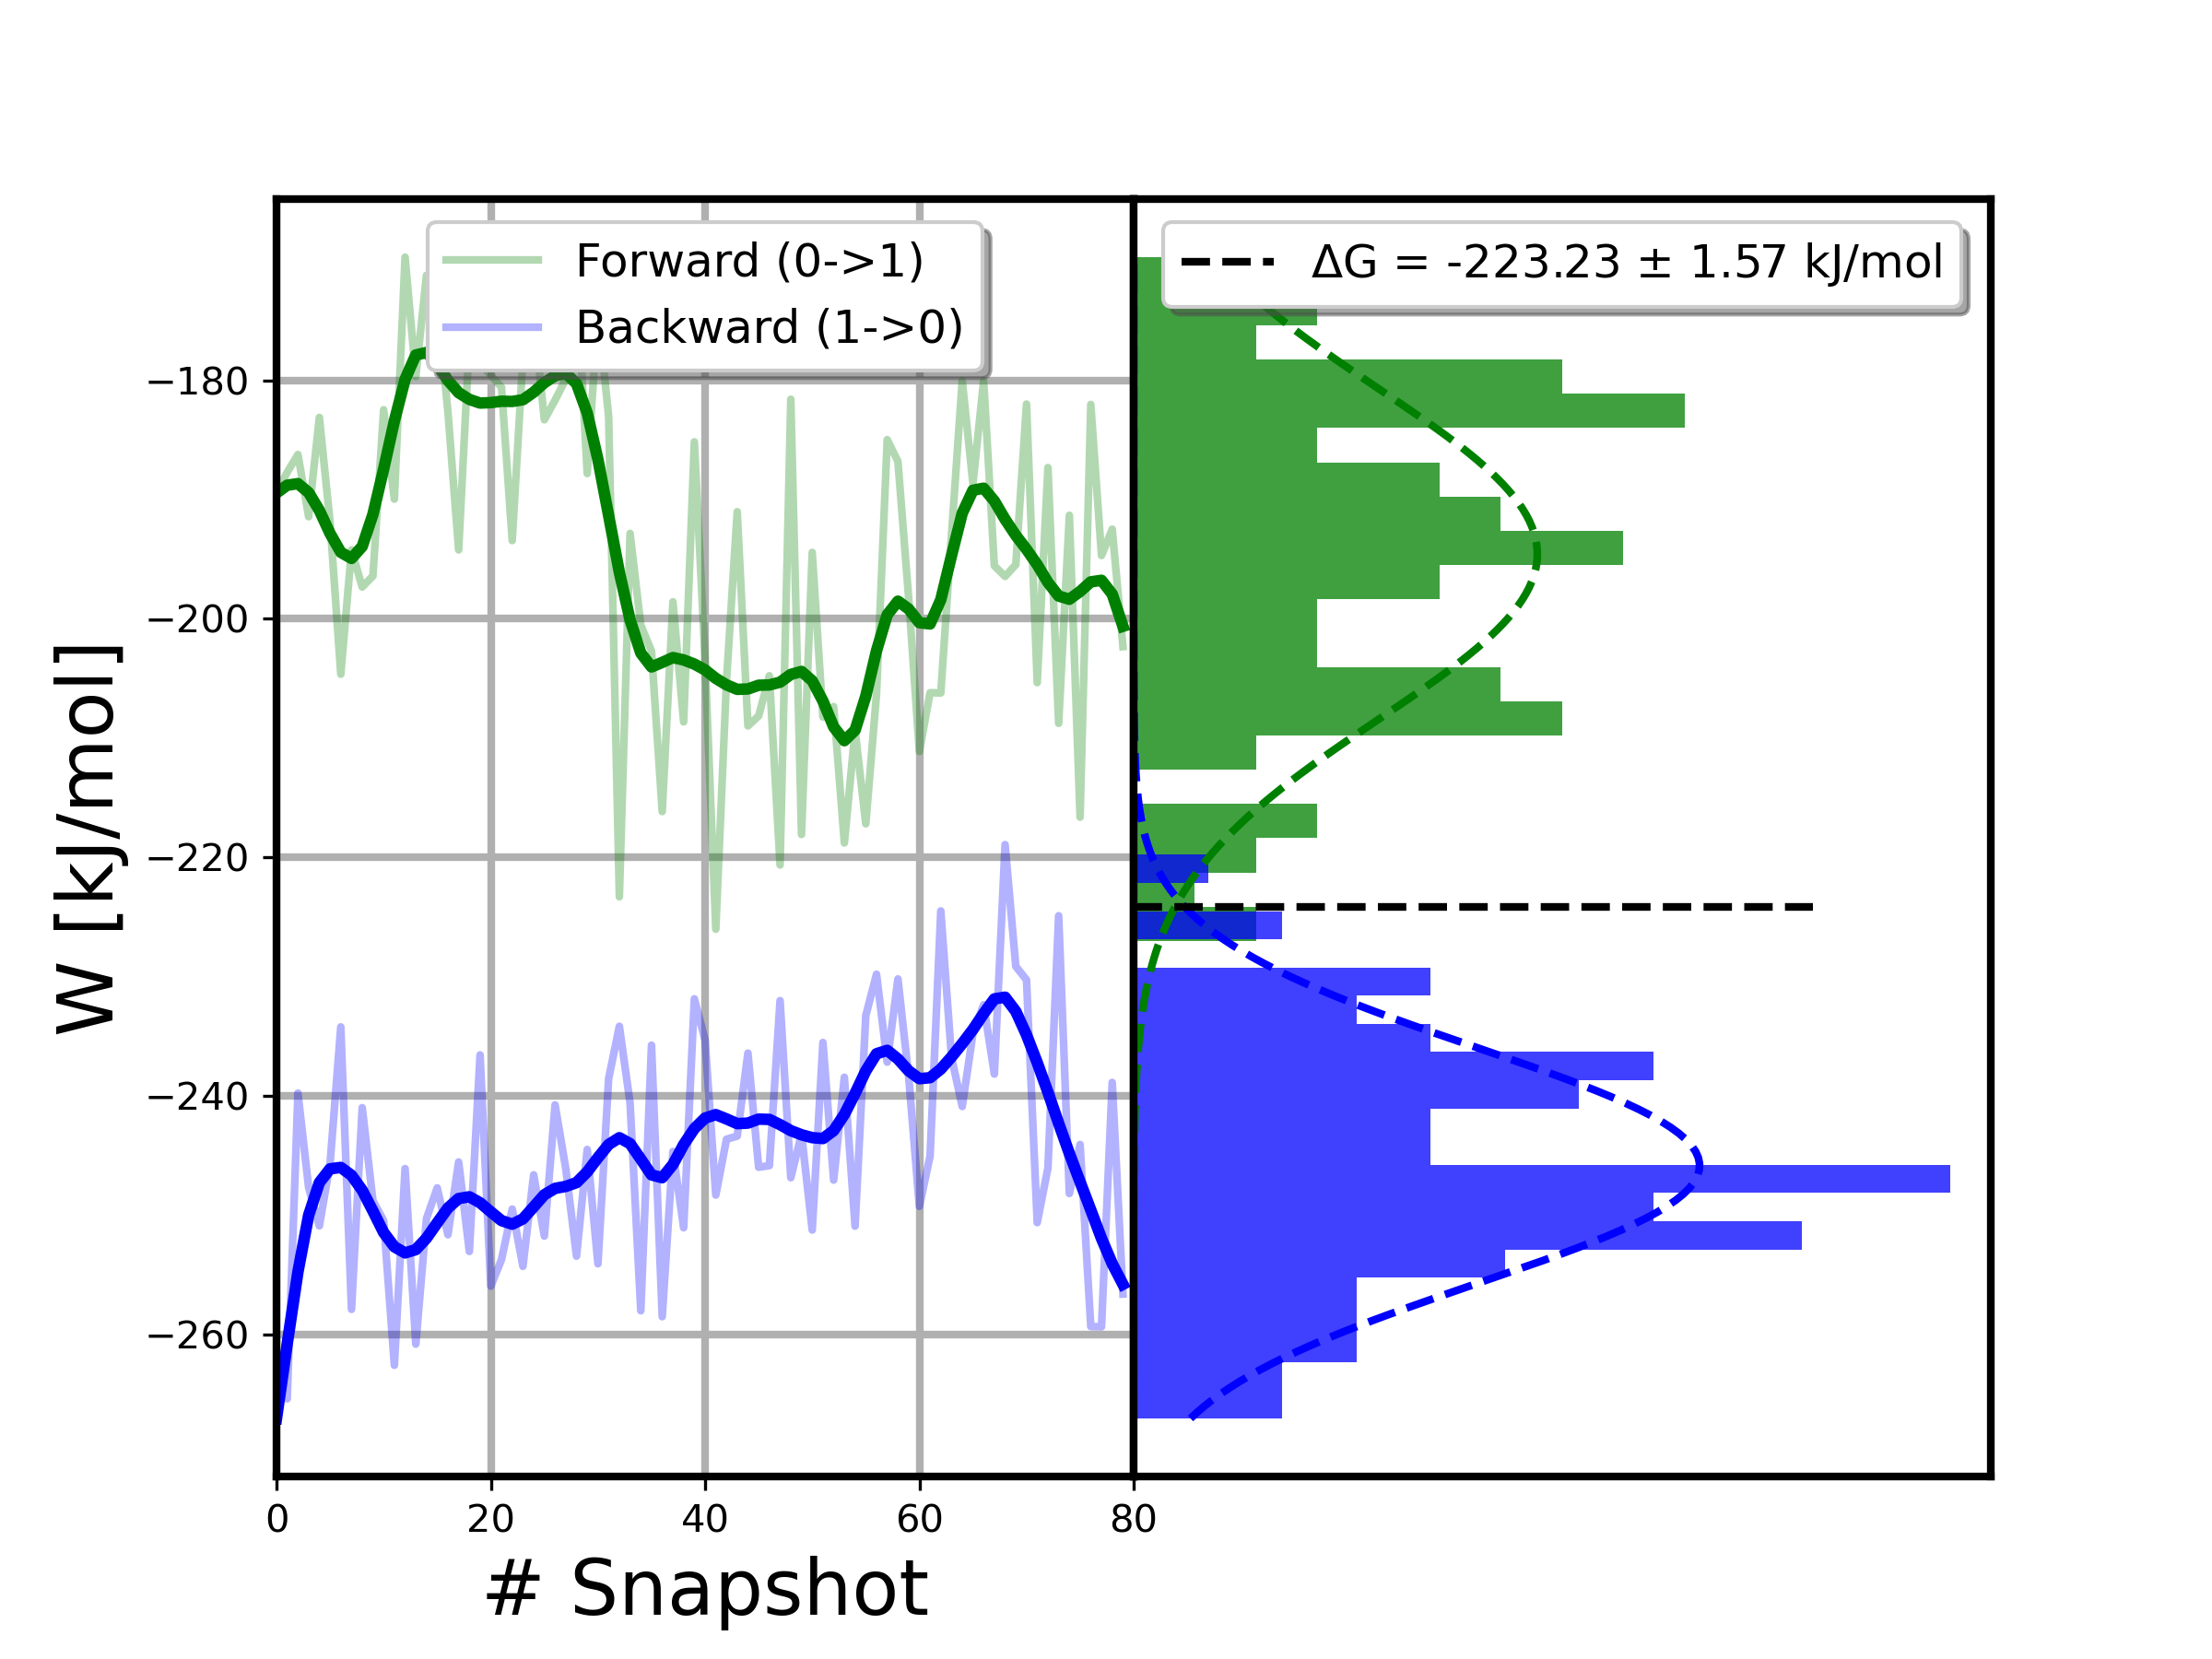 Forward (0->1)
Backward (1->0)
ΔG = -223.23 ± 1.57 kJ/mol
W [kJ/mol]
−180
−200
−220
−240
−260
0 20 40 60 80
# Snapshot